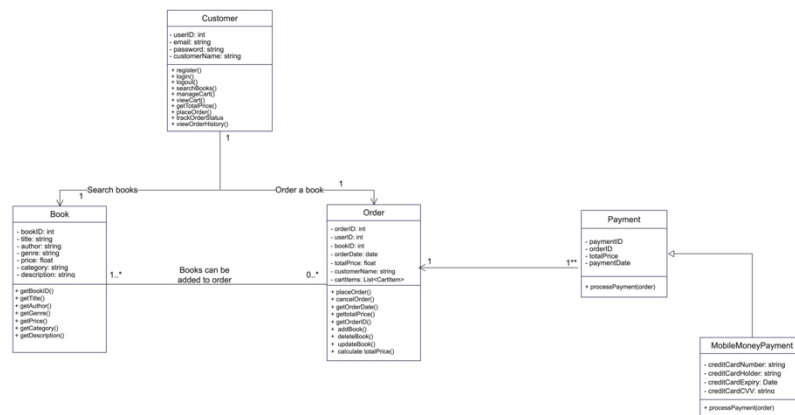 Customer
- userID: int
- email: string
- password: string
- customerName: string
+ register()
+ login()
+ logout()
+ searchBooks()
+ manageCart()
+ viewCart()
+ getTotalPrice()
+ placeOrder()
+ trackOrderStatus
+ viewOrderHistory()
1
Search books
1
Order a book
1
Book
- bookID: int
- title: string
- author: string
- genre: string
- price: float
- category: string
- description: string
+ getBookID()
+ getTitle()
+ getAuthor()
+ getGenre()
+ getPrice()
+ getCategory()
+ getDescription()
1..*
Books can be
added to order
0..*
Order
- orderID: int
- userID: int
- bookID: int
- orderDate: date
- totalPrice: float
- customerName: string
- cartItems: List<CartItem>
+ placeOrder()
+ cancelOrder()
+ getOrderDate()
+ gettotalPrice()
+ getOrderID()
+ addBook()
+ deleteBook()
+ updateBook()
+ calculate totalPrice()
1
1**
Payment
- paymentID
- orderID
- totalPrice
- paymentDate
+ processPayment(order)
MobileMoneyPayment
- creditCardNumber: string
- creditCardHolder: string
- creditCardExpiry: Date
- creditCardCVV: string
+ processPayment(order)